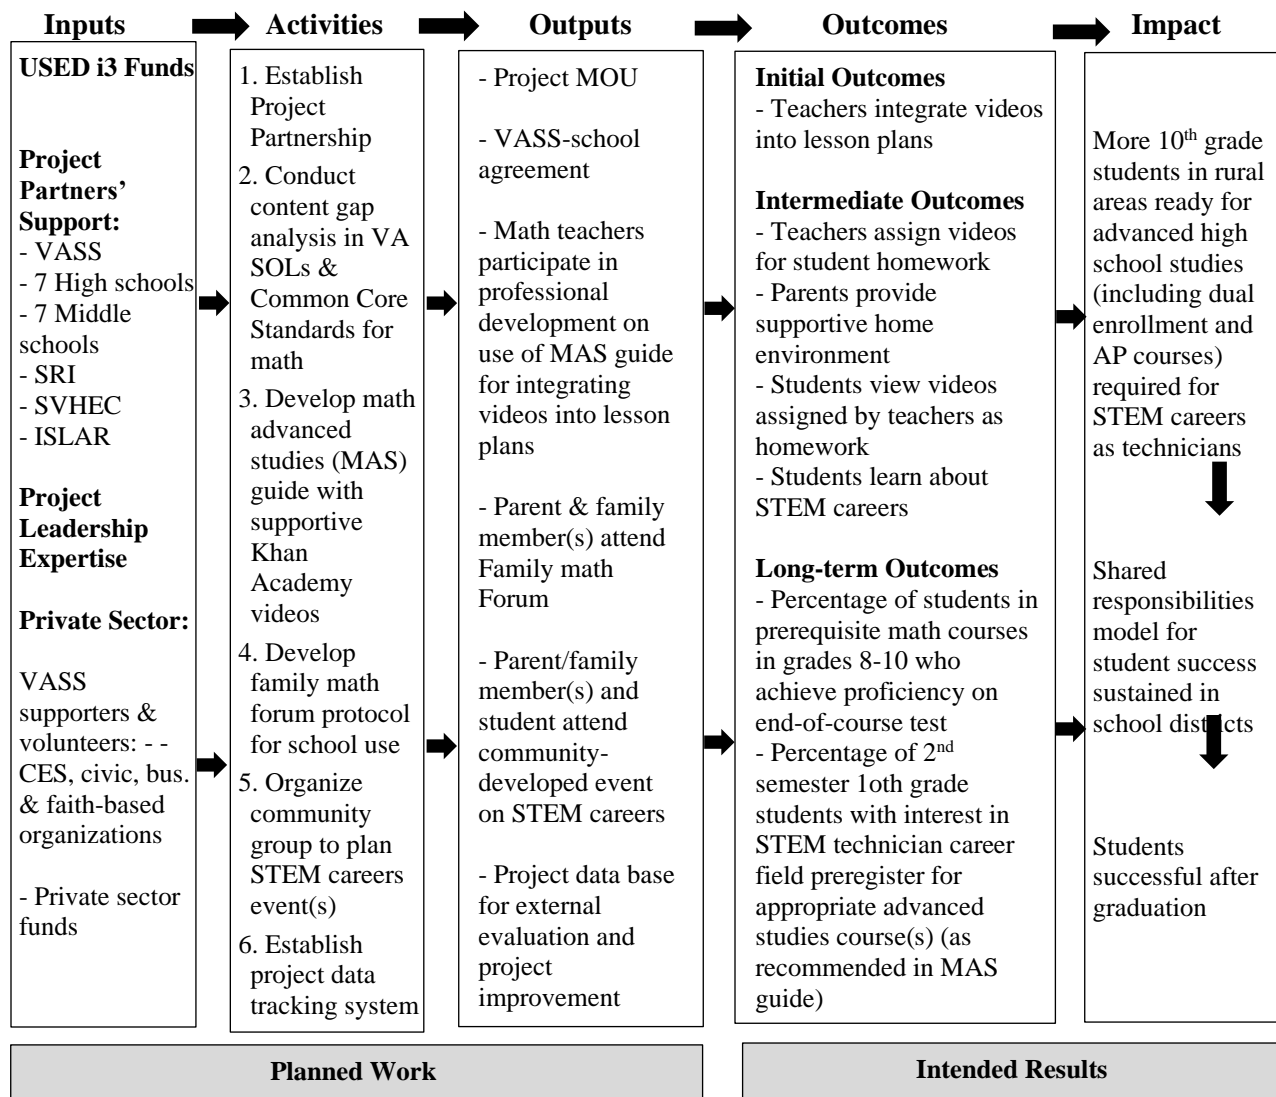 Inputs
Activities
Outputs
Outcomes
Impact
USED i3 Funds
Project
Partners’
Support:
- VASS
- 7 High schools
- 7 Middle
schools
- SRI
- SVHEC
- ISLAR
Project
Leadership
Expertise
Private Sector:
VASS
supporters &
volunteers: - -
CES, civic, bus.
& faith-based
organizations
- Private sector
funds
1. Establish
Project
Partnership
2. Conduct
content gap
analysis in VA
SOLs &
Common Core
Standards for
math
3. Develop math
advanced
studies (MAS)
guide with
supportive
Khan
Academy
videos
4. Develop
family math
forum protocol
for school use
5. Organize
community
group to plan
STEM careers
event(s)
6. Establish
project data
tracking system
- Project MOU
- VASS-school
agreement
- Math teachers
participate in
professional
development on
use of MAS guide
for integrating
videos into lesson
plans
- Parent & family
member(s) attend
Family math
Forum
- Parent/family
member(s) and
student attend
community-
developed event
on STEM careers
- Project data base
for external
evaluation and
project
improvement
Initial Outcomes
- Teachers integrate videos
into lesson plans
Intermediate Outcomes
- Teachers assign videos
for student homework
- Parents provide
supportive home
environment
- Students view videos
assigned by teachers as
homework
- Students learn about
STEM careers
Long-term Outcomes
- Percentage of students in
prerequisite math courses
in grades 8-10 who
achieve proficiency on
end-of-course test
- Percentage of 2nd
semester 1oth grade
students with interest in
STEM technician career
field preregister for
appropriate advanced
studies course(s) (as
recommended in MAS
guide)
More 10th grade
students in rural
areas ready for
advanced high
school studies
(including dual
enrollment and
AP courses)
required for
STEM careers
as technicians
Shared
responsibilities
model for
student success
sustained in
school districts
Students
successful after
graduation
Planned Work
Intended Results